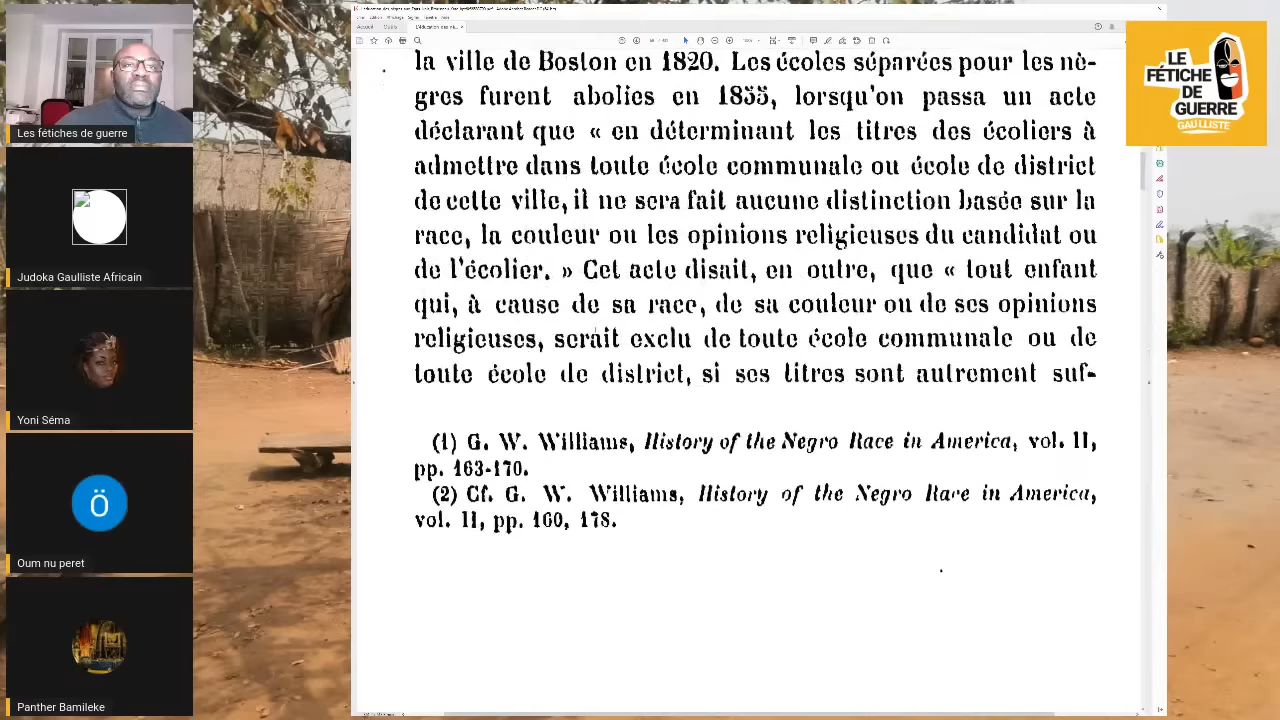 Les fétiches de guerre
Judoka Gaulliste Africain
Yoni Séma
Ö
Oum nu peret
Panther Bamileke
Accueil
Outils
la ville de Boston en 1820. Les écoles séparées pour les nè-
gres furent abolies en 1855, lorsqu'on passa un acte
déclarant que « en déterminant les titres des écoliers à
admettre dans toute école communale ou école de district
de cette ville, il ne sera fait aucune distinction basée sur la
race, la couleur ou les opinions religieuses du candidat ou
de l'écolier. » Cet acte disait, en outre, que « tout enfant
qui, à cause de sa race, de sa couleur ou de ses opinions
religieuses, serait exclu de toute école communale ou de
toute école de district, si ses titres sont autrement suf-
(1) G. W. Williams, History of the Negro Race in America, vol. II,
pp. 163-170.
(2) Cf. G. W. Williams, History of the Negro Race in America,
vol. II, pp. 160, 178.
LE
FÉTICHE
DE
GUERRE
GAULLISTE